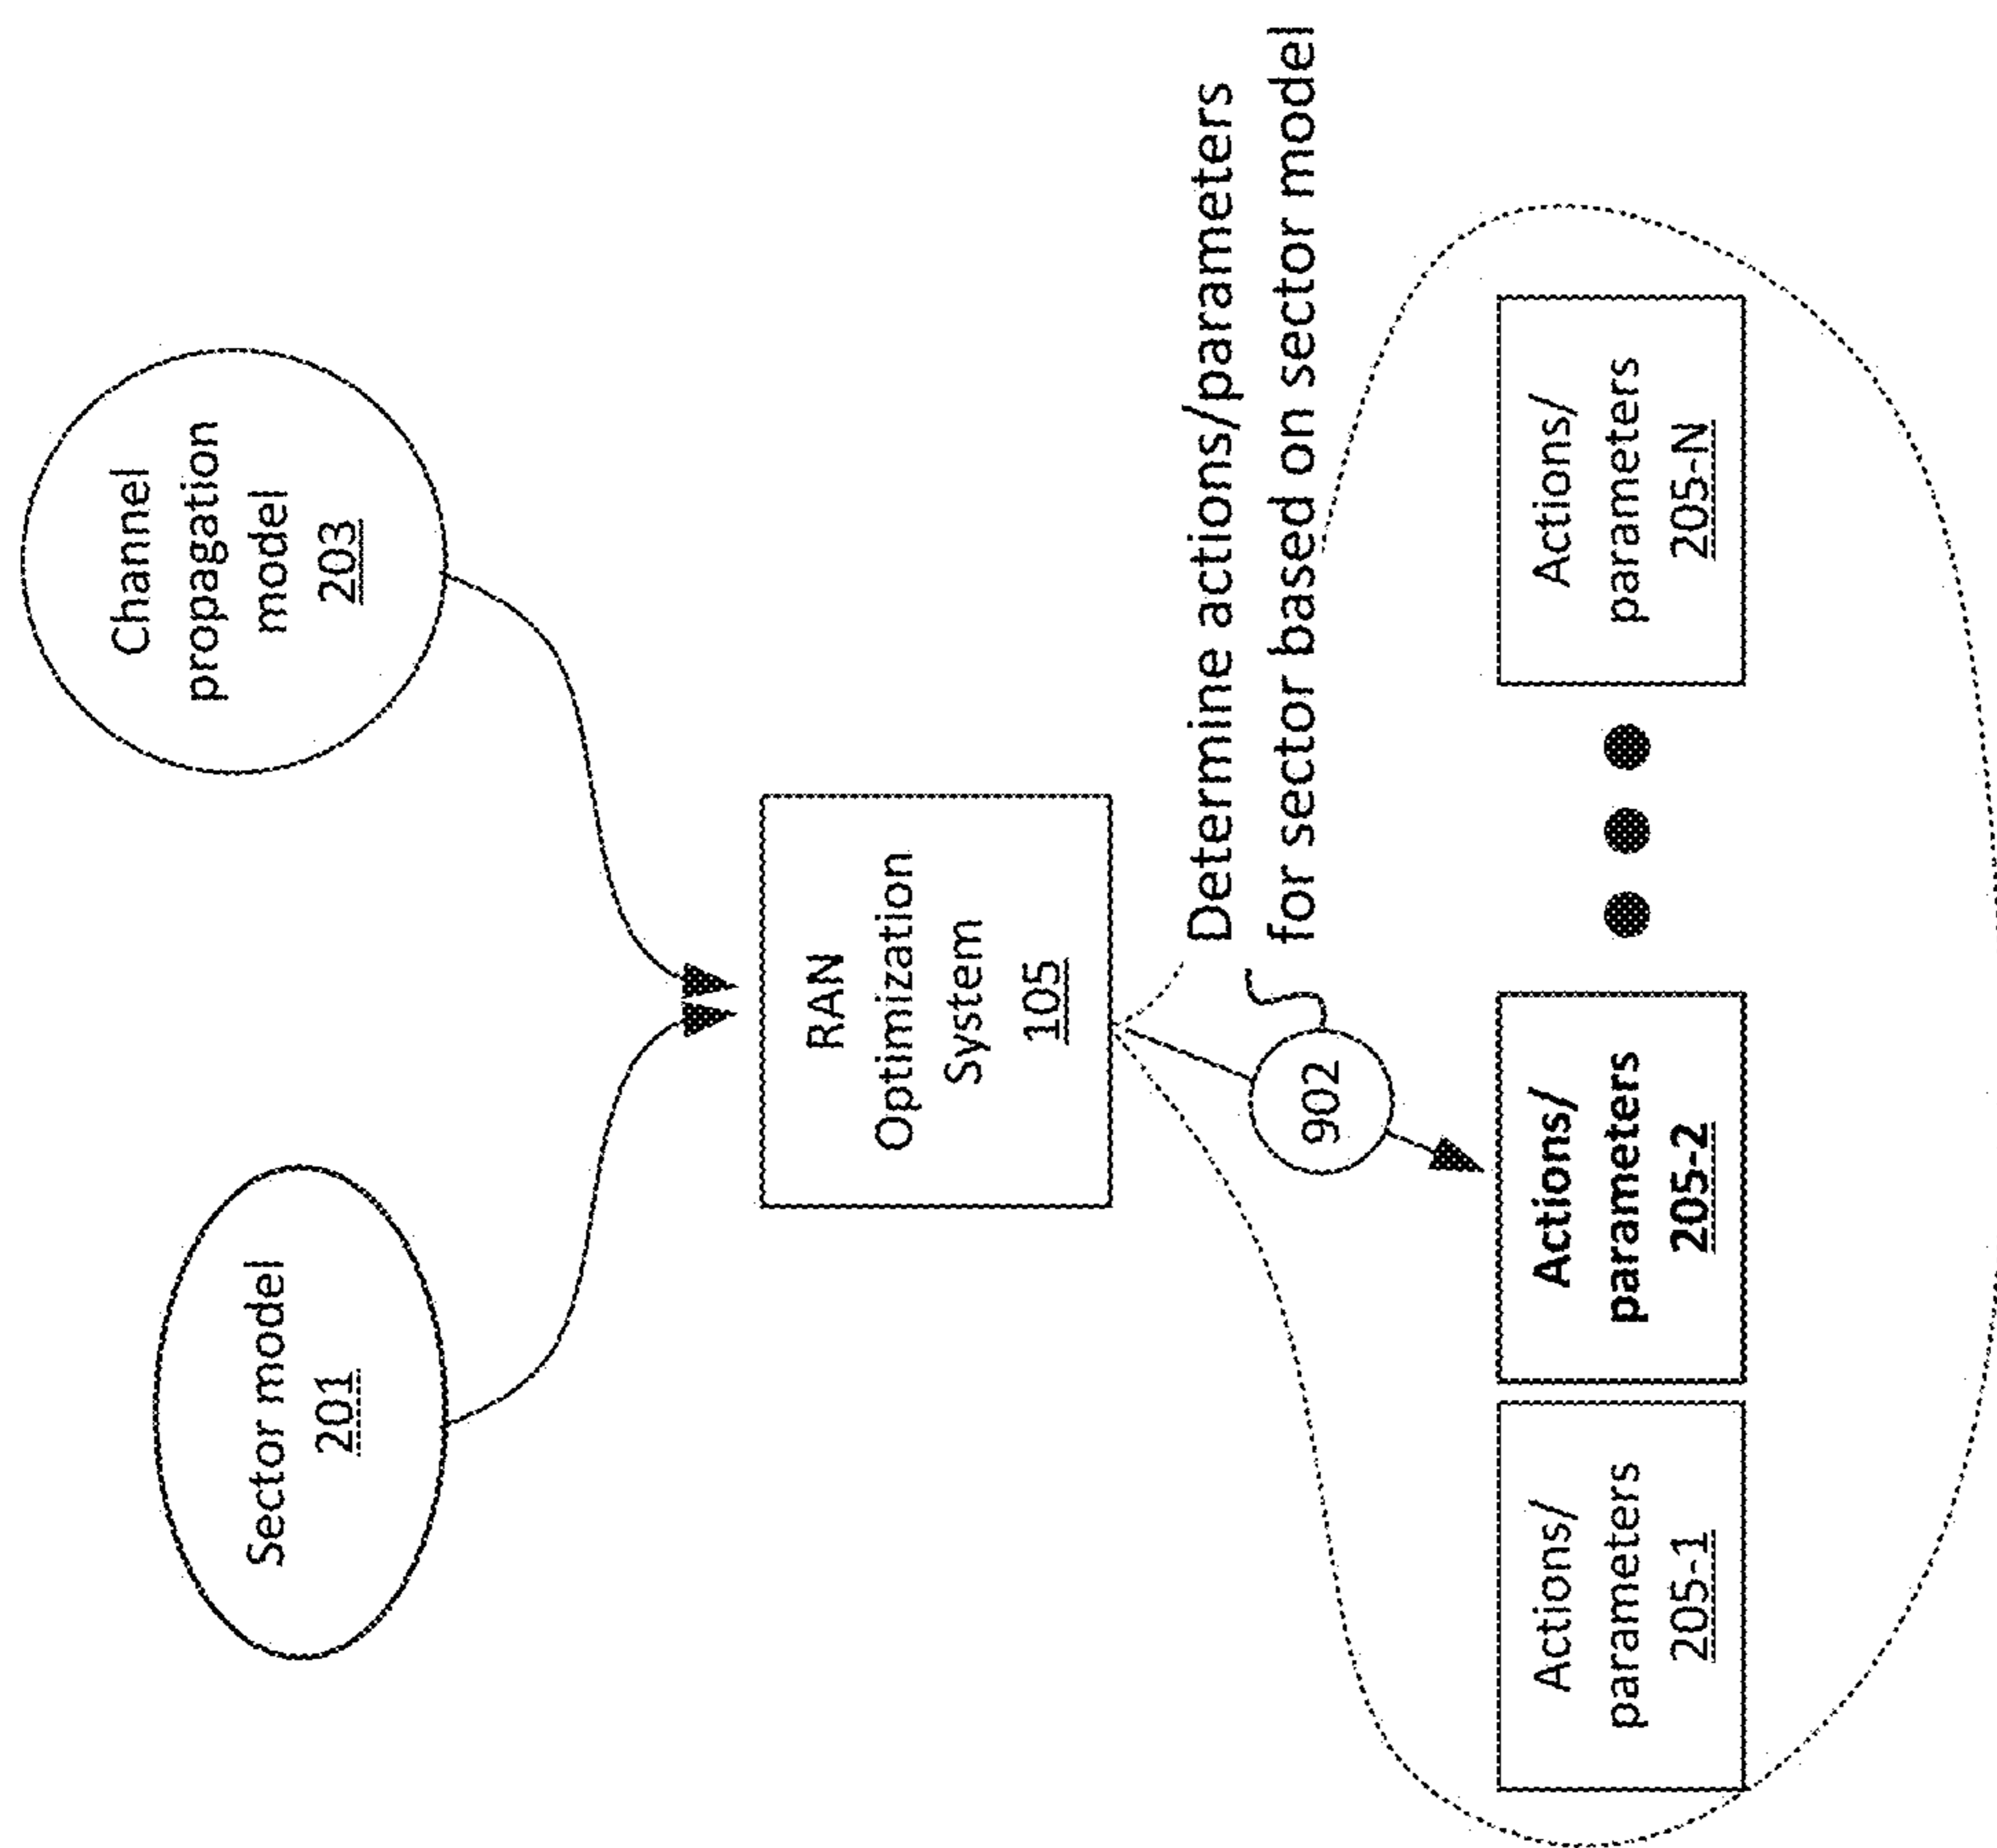 Sector model
201
Channel
propagation
model
203
RAN
Optimization
System
105
Determine actions/parameters
for sector based on sector model
902
Actions/
parameters
205-1
Actions/
parameters
205-2
Actions/
parameters
205-N